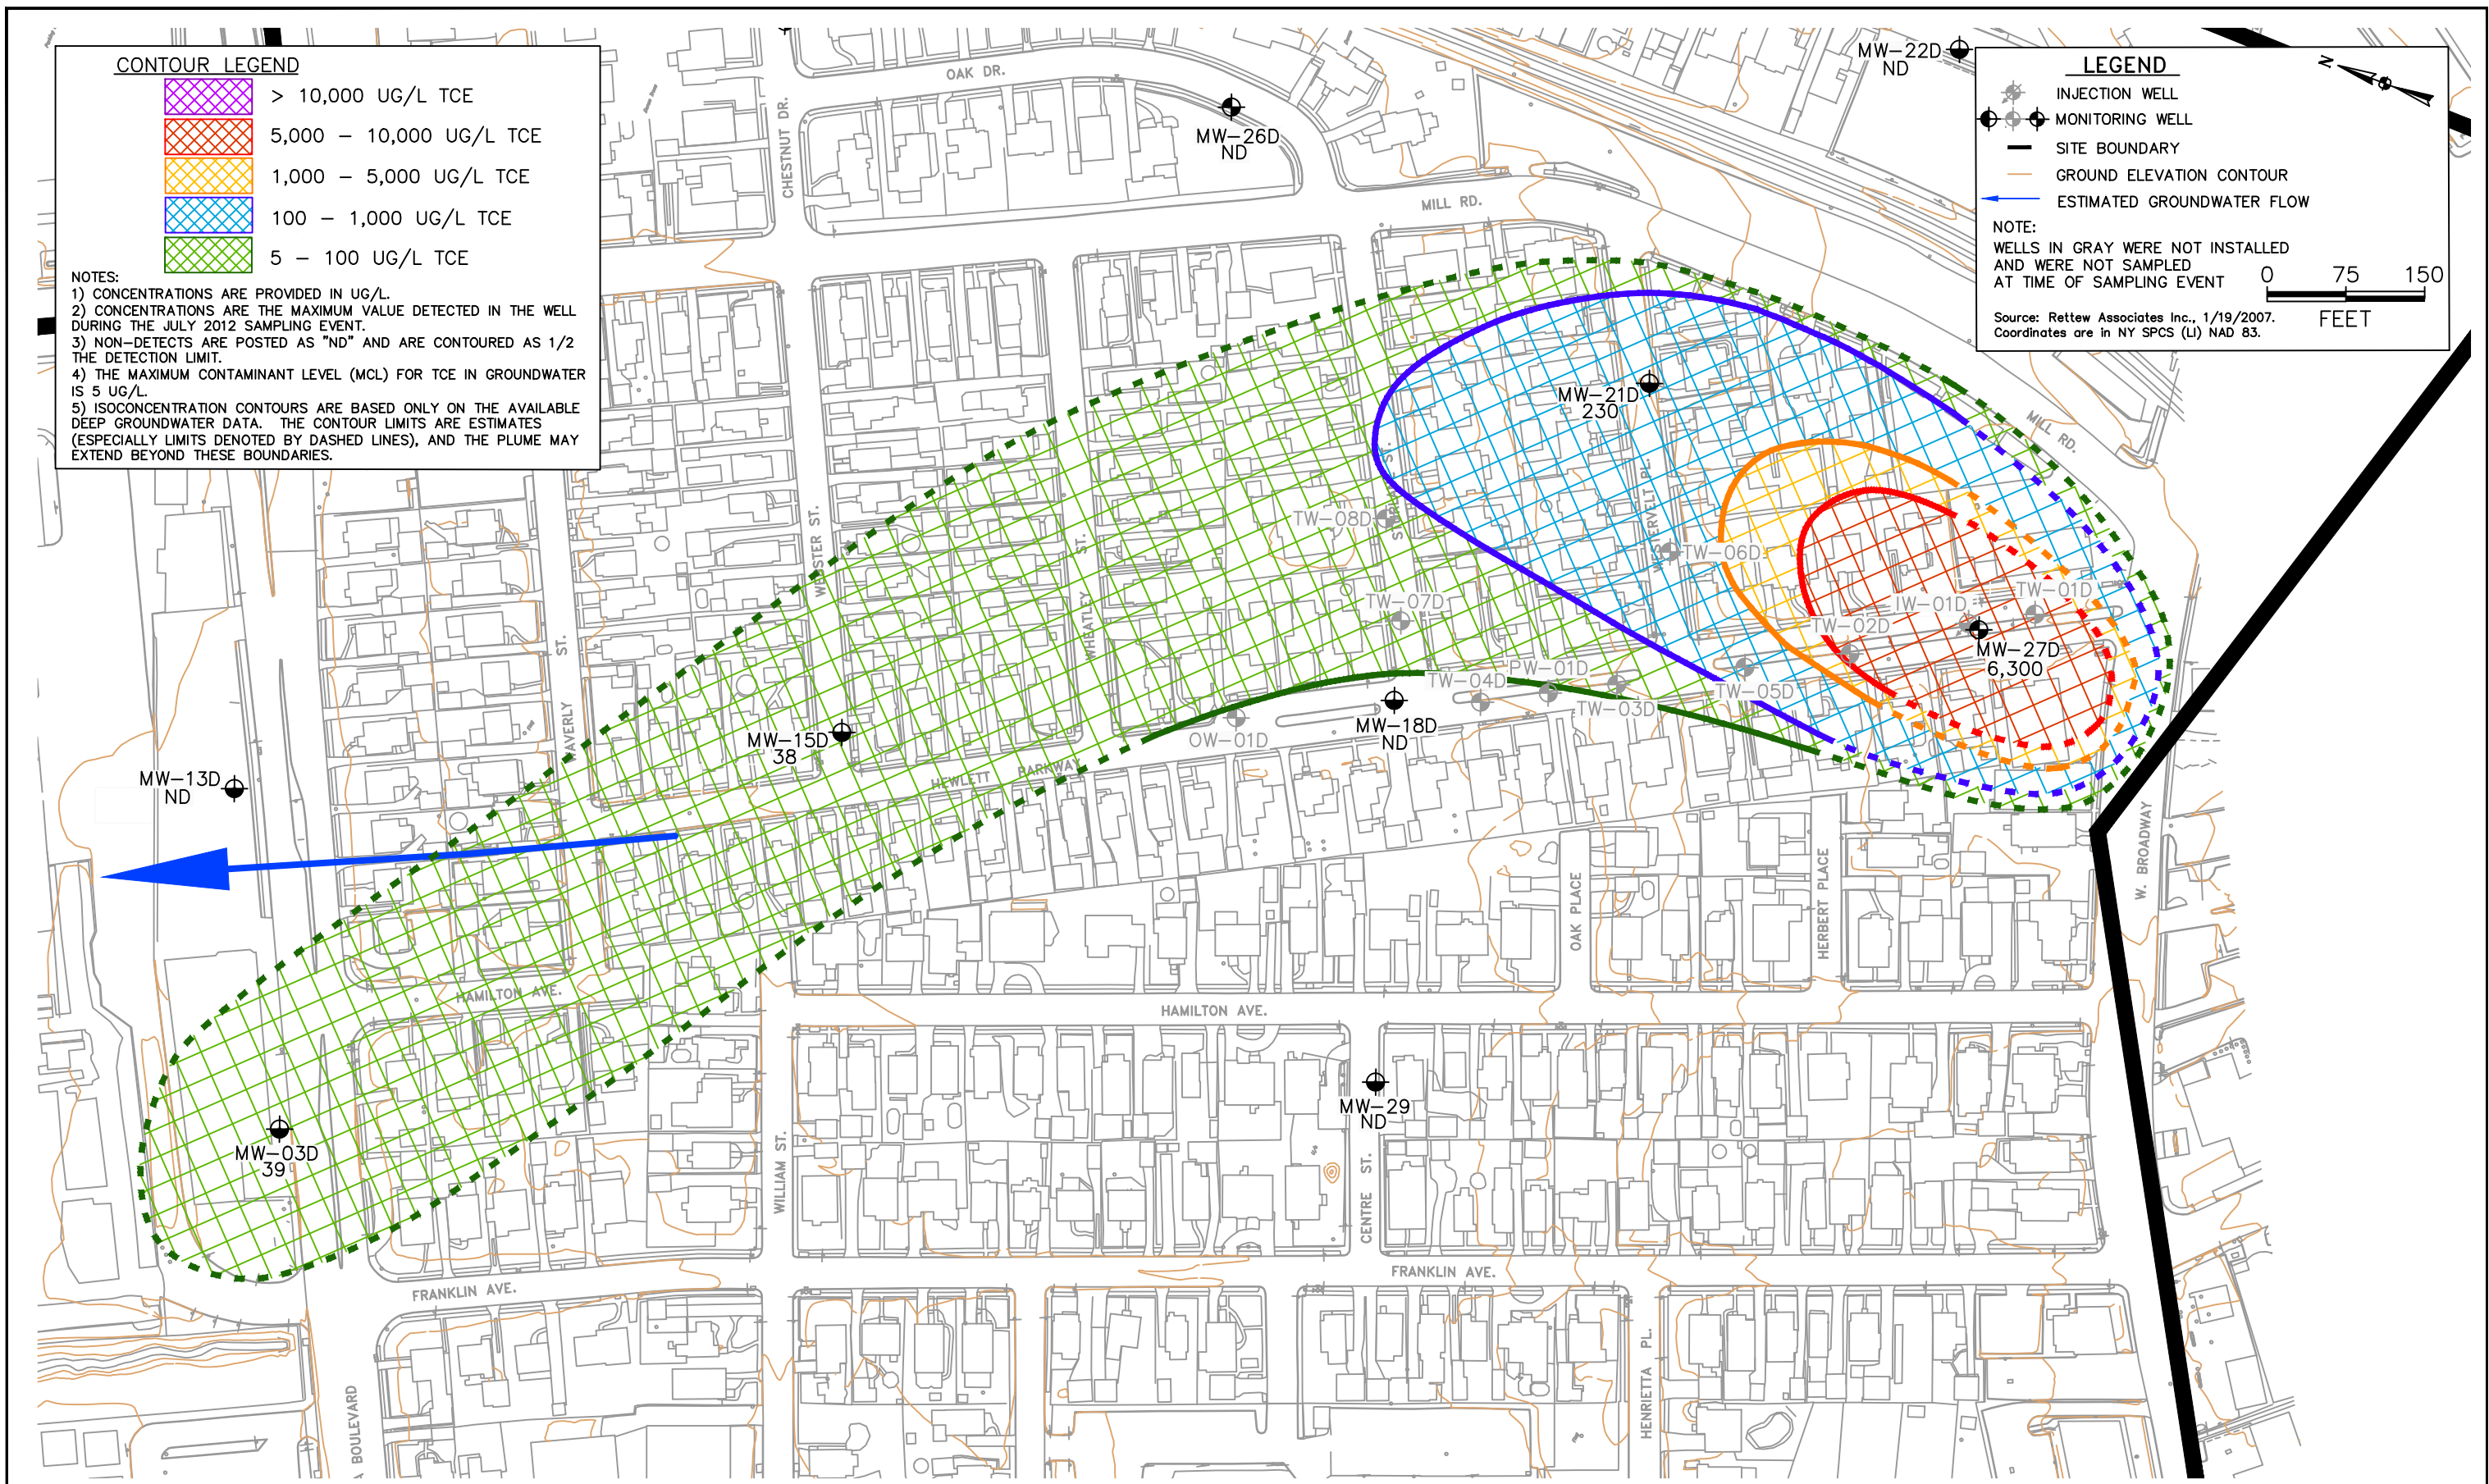 CONTOUR LEGEND
> 10,000 UG/L TCE
5,000 – 10,000 UG/L TCE
1,000 – 5,000 UG/L TCE
100 – 1,000 UG/L TCE
5 – 100 UG/L TCE
NOTES:
1) CONCENTRATIONS ARE PROVIDED IN UG/L.
2) CONCENTRATIONS ARE THE MAXIMUM VALUE DETECTED IN THE WELL
DURING THE JULY 2012 SAMPLING EVENT.
3) NON-DETECTS ARE POSTED AS "ND" AND ARE CONTOURED AS 1/2
THE DETECTION LIMIT.
4) THE MAXIMUM CONTAMINANT LEVEL (MCL) FOR TCE IN GROUNDWATER
IS 5 UG/L.
5) ISOCONCENTRATION CONTOURS ARE BASED ONLY ON THE AVAILABLE
DEEP GROUNDWATER DATA. THE CONTOUR LIMITS ARE ESTIMATES
(ESPECIALLY LIMITS DENOTED BY DASHED LINES), AND THE PLUME MAY
EXTEND BEYOND THESE BOUNDARIES.
LEGEND
N
INJECTION WELL
MONITORING WELL
SITE BOUNDARY
GROUND ELEVATION CONTOUR
ESTIMATED GROUNDWATER FLOW
NOTE:
WELLS IN GRAY WERE NOT INSTALLED
AND WERE NOT SAMPLED
AT TIME OF SAMPLING EVENT
0 75 150
FEET
Source: Rettew Associates Inc., 1/19/2007.
Coordinates are in NY SPCS (LI) NAD 83.
MW-22D
ND
OAK DR.
CHESTNUT DR.
MW-26D
ND
MILL RD.
MW-21D
230
MILL RD.
WESTERVELT PL.
ST.
TW-08D
TW-06D
WEBSTER ST.
WHEATLEY ST.
TW-07D
IW-01D
TW-01D
TW-02D
MW-27D
6,300
PW-01D
TW-04D
TW-05D
TW-03D
MW-18D
ND
OW-01D
WAVERLY ST.
MW-15D
38
HEWLETT PARKWAY
MW-13D
ND
W. BROADWAY
OAK PLACE
HERBERT PLACE
HAMILTON AVE.
HAMILTON AVE.
MW-29
ND
MW-03D
39
WILLIAM ST.
CENTRE ST.
FRANKLIN AVE.
FRANKLIN AVE.
HENRIETTA PL.
A BOULEVARD